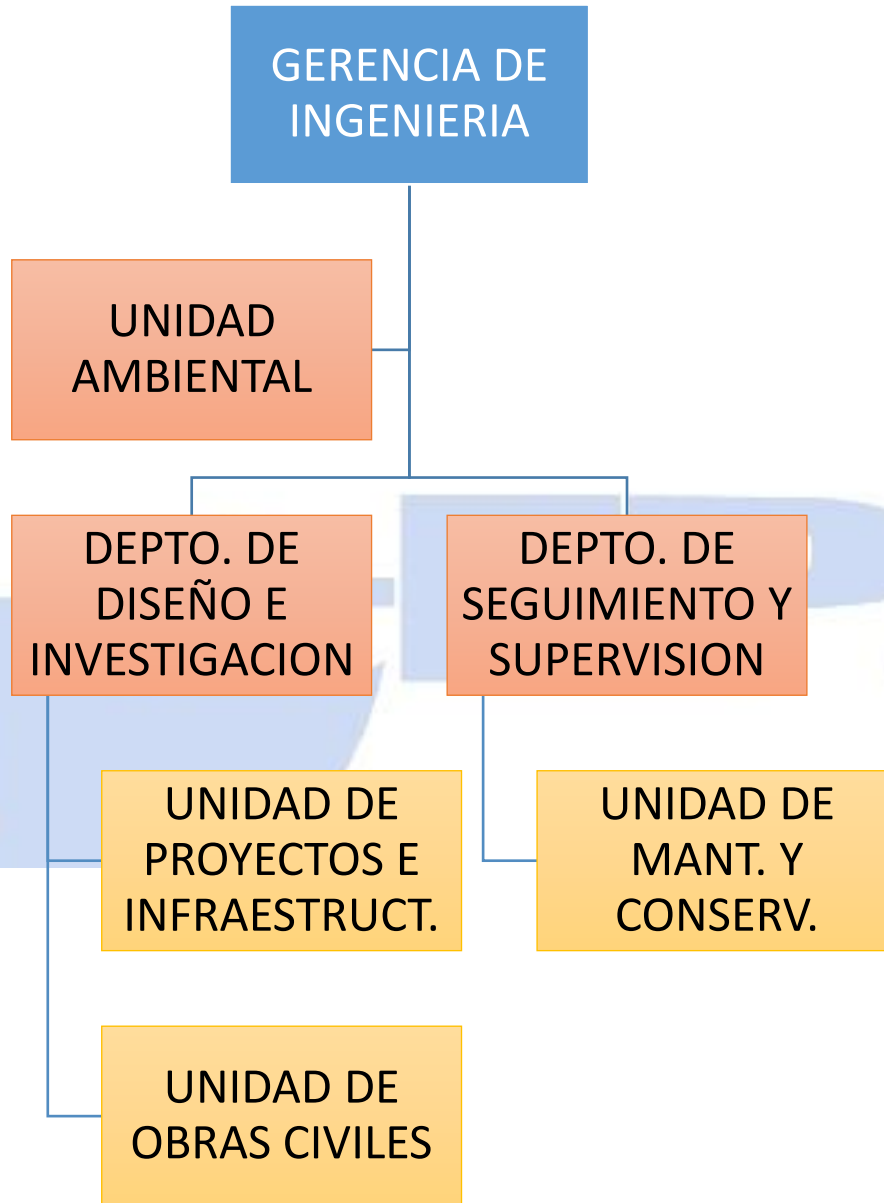 GERENCIA DE
INGENIERIA
UNIDAD
AMBIENTAL
DEPTO. DE
DISEÑO E
INVESTIGACION
DEPTO. DE
SEGUIMIENTO Y
SUPERVISION
UNIDAD DE
PROYECTOS E
INFRAESTRUCT.
UNIDAD DE
MANT. Y
CONSERV.
UNIDAD DE
OBRAS CIVILES